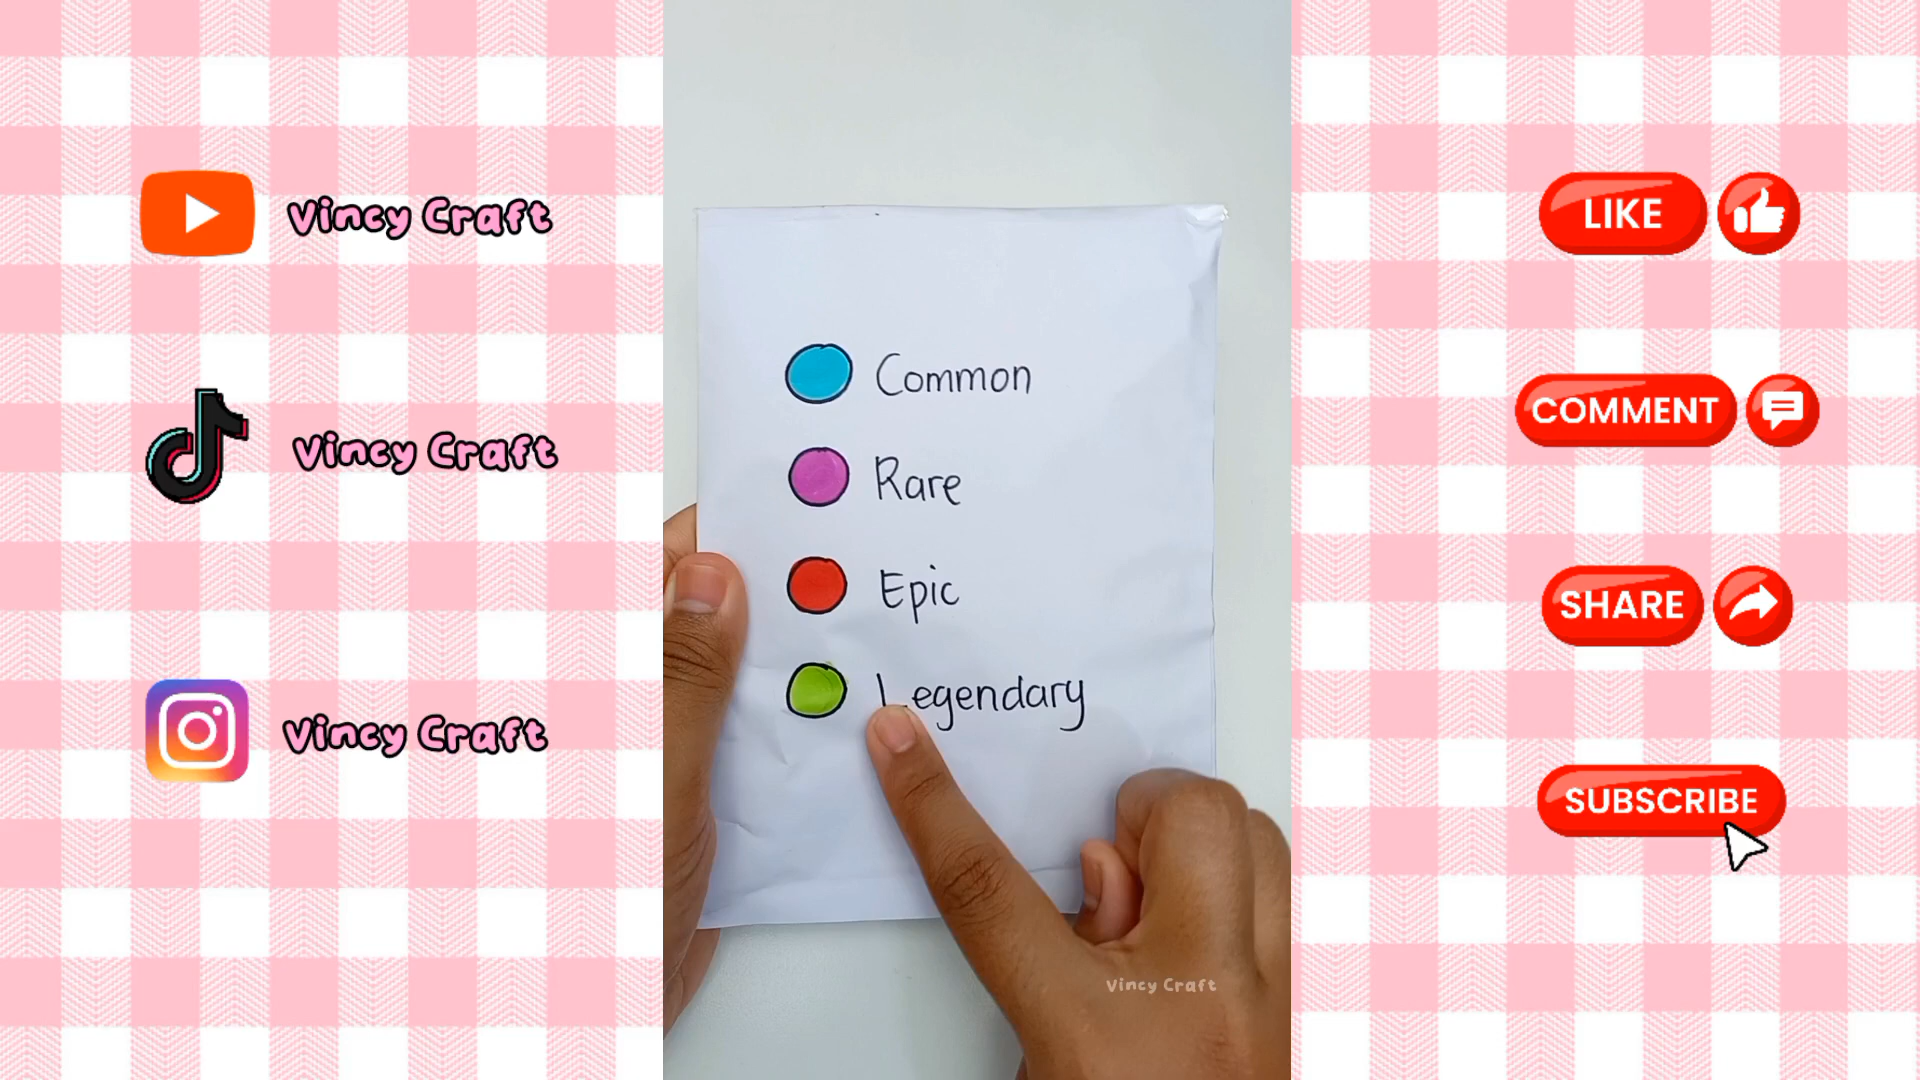 Vincy Craft
Vincy Craft
Vincy Craft
Common
Rare
Epic
Legendary
Vincy Craft
LIKE
COMMENT
SHARE
SUBSCRIBE